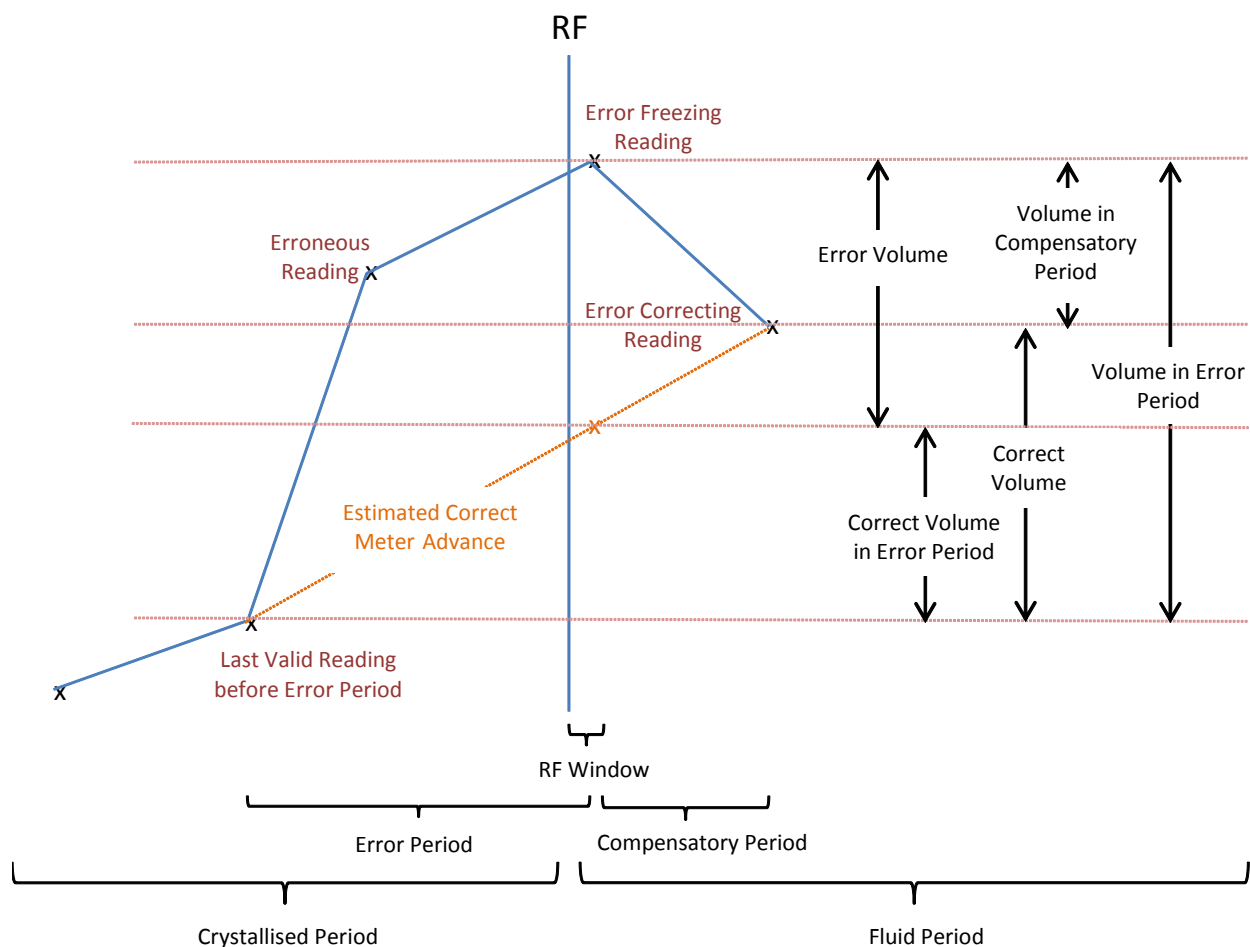 RF
Error Freezing
Reading
Erroneous
Reading
Error Volume
Volume in
Compensatory
Period
Error Correcting
Reading
Volume in Error
Period
Correct
Volume
Estimated Correct
Meter Advance
Correct Volume
in Error Period
Last Valid Reading
before Error Period
RF Window
Error Period
Compensatory Period
Crystallised Period
Fluid Period